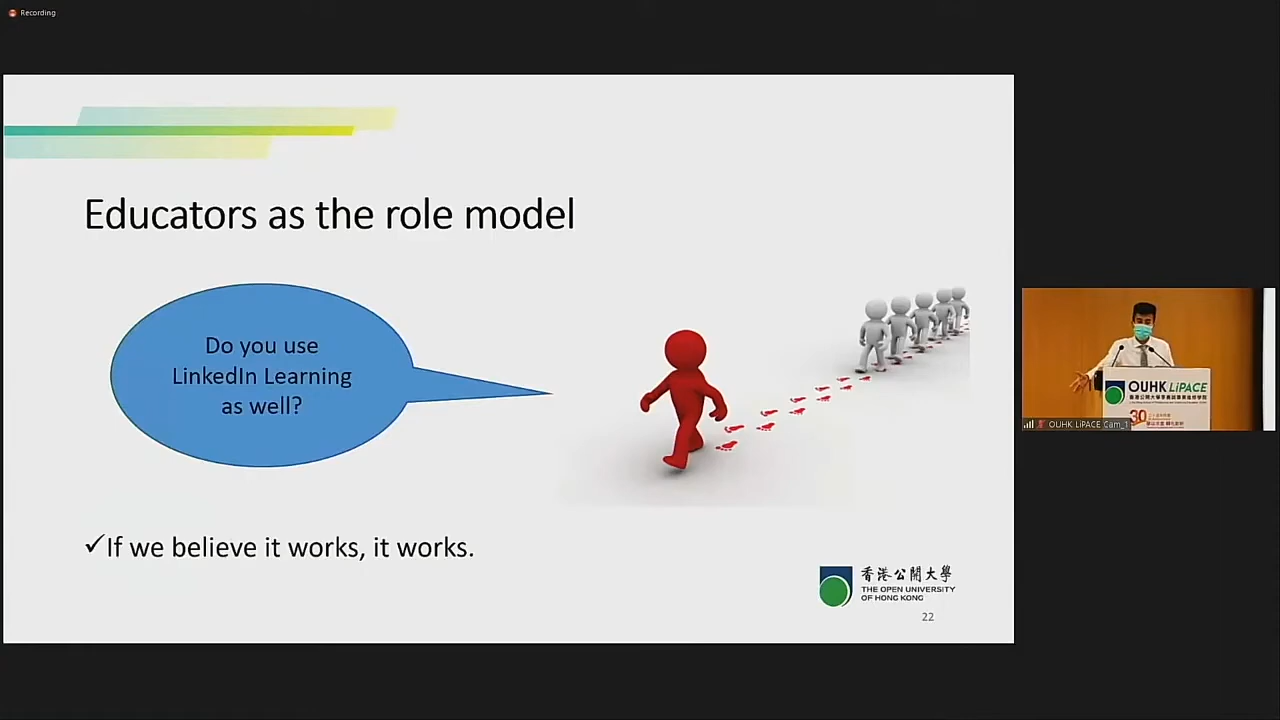 Recording
Educators as the role model
Do you use
LinkedIn Learning
as well?
✓If we believe it works, it works.
香港公開大學
THE OPEN UNIVERSITY
OF HONG KONG
22
OUHK LiPACE
30
OUHK LiPACE Cam_1